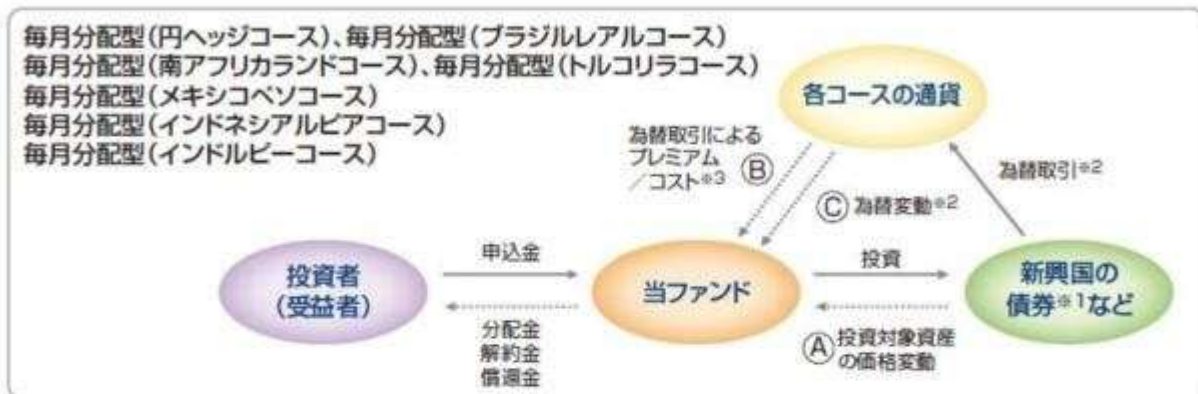 毎月分配型(円ヘッジコース)、毎月分配型(ブラジルレアルコース)
毎月分配型(南アフリカランドコース)、毎月分配型(トルコリラコース)
毎月分配型(メキシコペソコース)
毎月分配型(インドネシアルピアコース)
毎月分配型(インドルピーコース)
各コースの通貨
為替取引による
プレミアム
/コスト※3
Ⓑ
Ⓒ 為替変動※2
為替取引※2
投資者
(受益者)
申込金
分配金
解約金
償還金
当ファンド
投資
Ⓐ 投資対象資産
の価格変動
新興国の
債券※1など